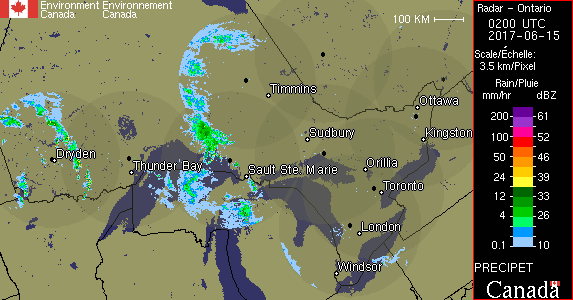 Environment Environnement
Canada Canada
100 KM
Timmins
Ottawa
Sudbury
Kingston
Dryden
Thunder Bay
Sault Ste. Marie
Orillia
Toronto
London
Windsor
Radar - Ontario
0200 UTC
2017-06-15
Scale/Échelle:
3.5 km/Pixel
Rain/Pluie
mm/hr dBZ
200 61
100 52
50 46
24 39
12 33
4 26
0.1 10
PRECIPET
Canada